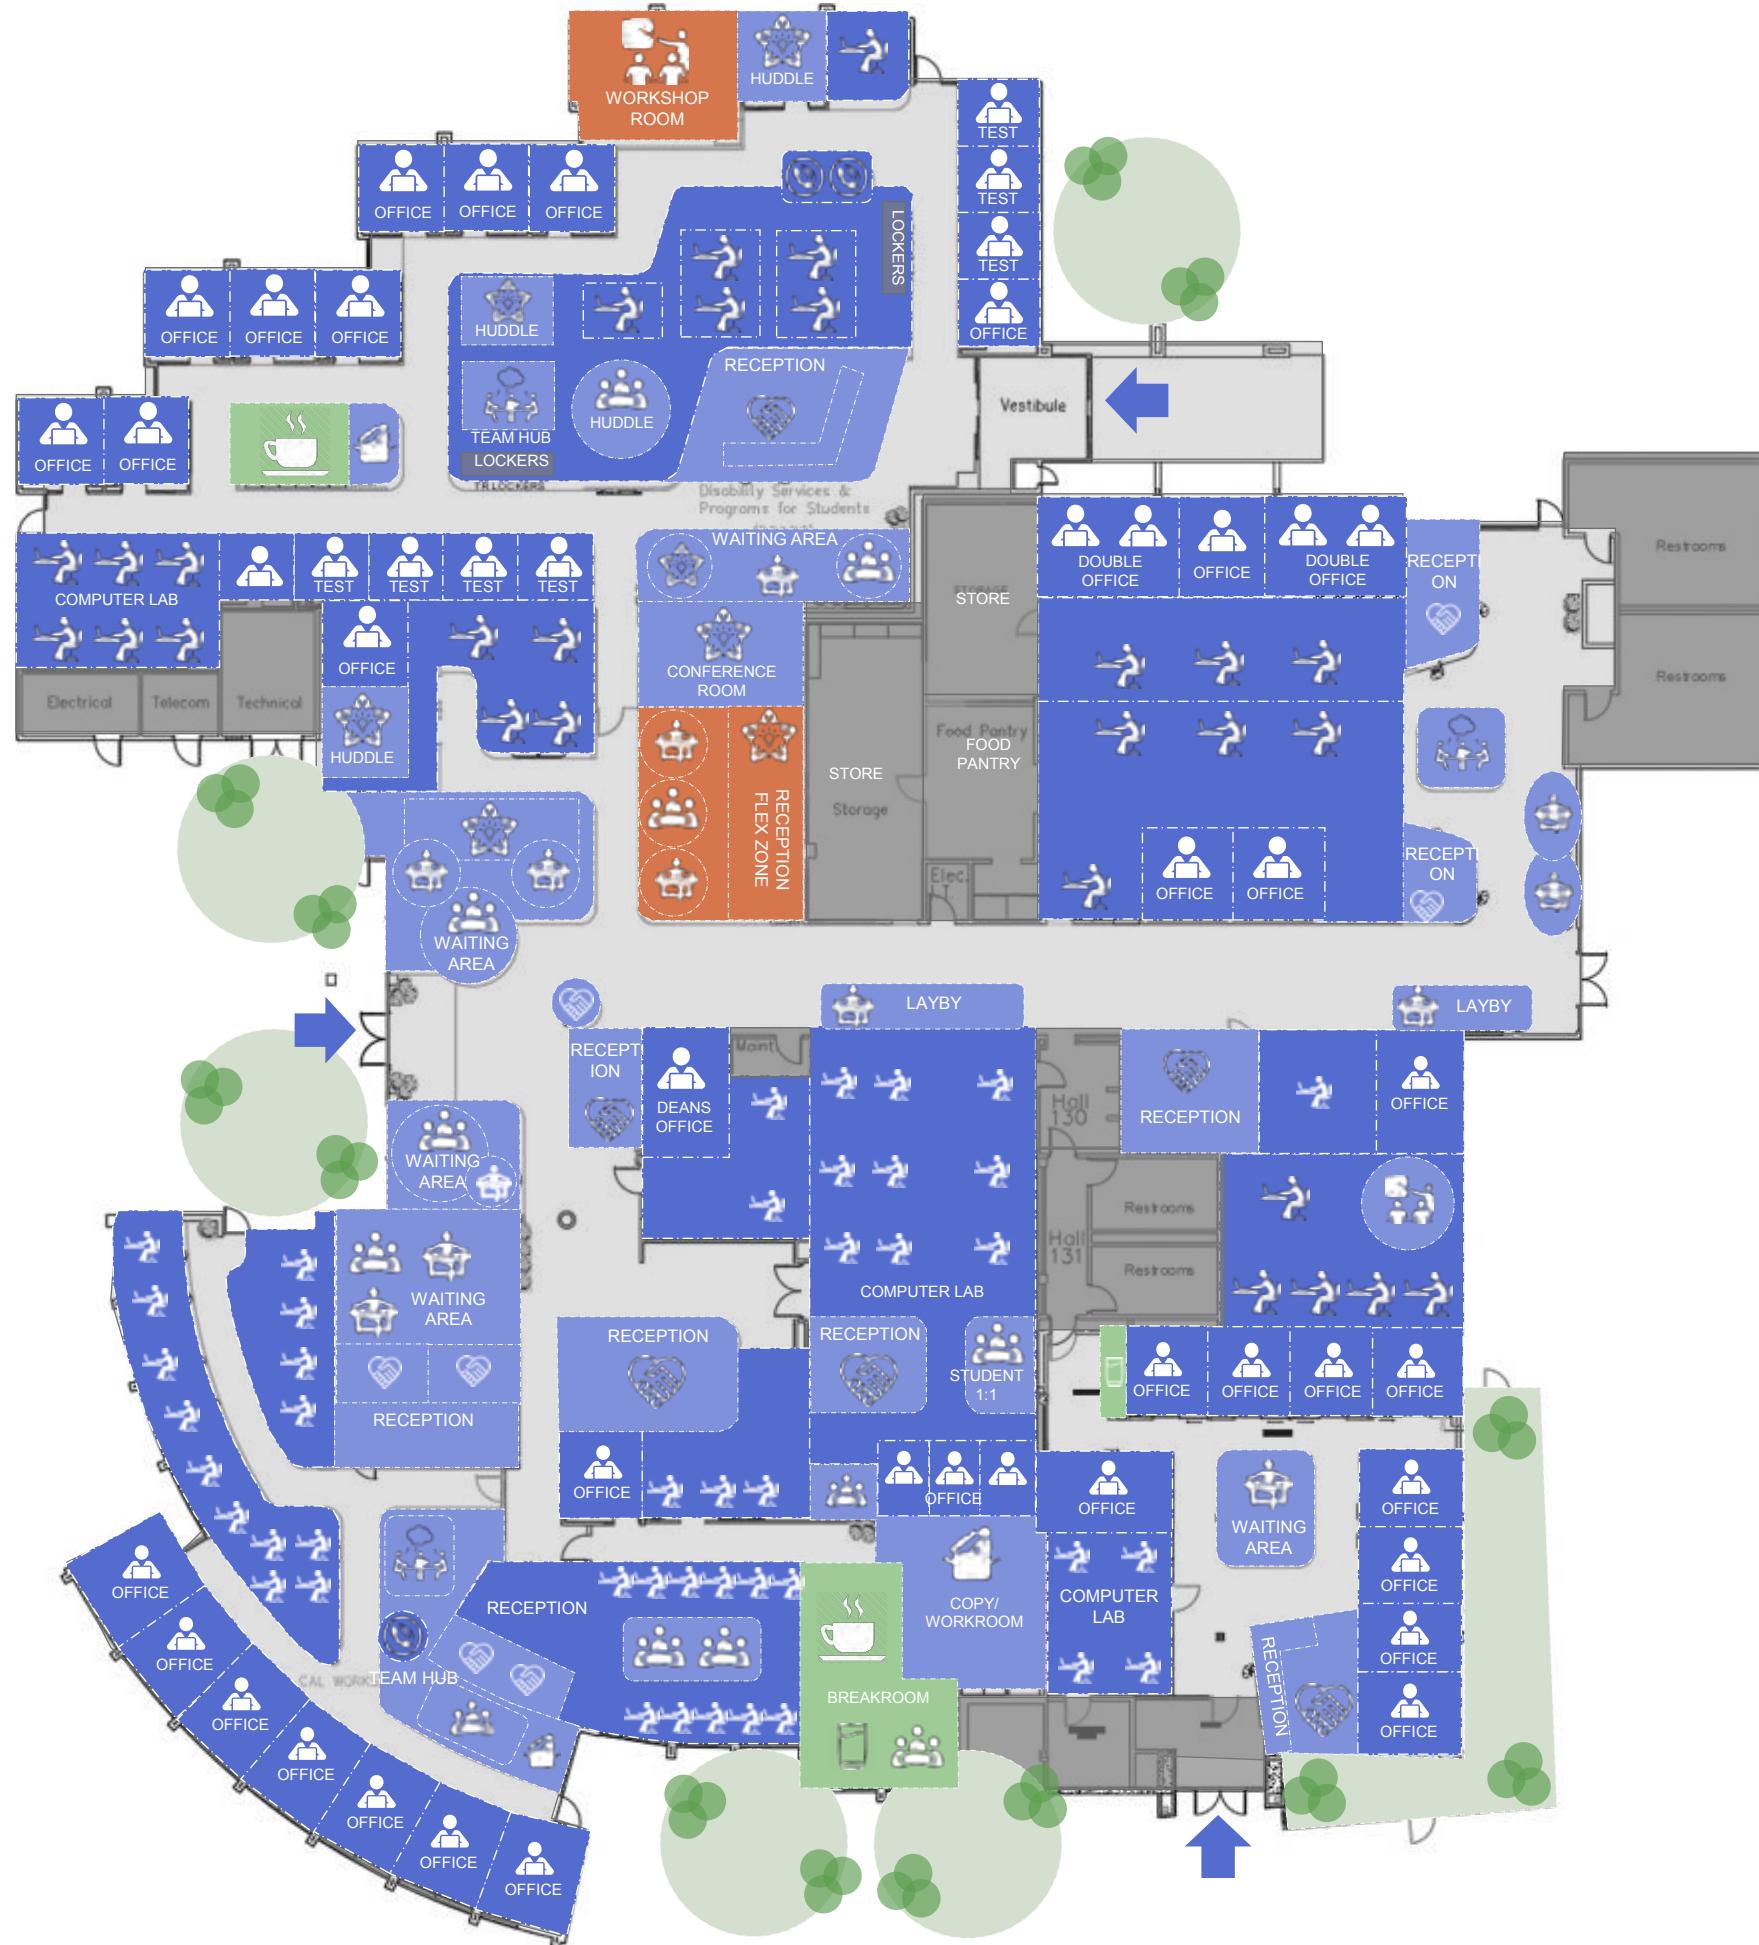 WORKSHOP
ROOM
HUDDLE
TEST
TEST
TEST
OFFICE
OFFICE
OFFICE
OFFICE
LOCKERS
OFFICE
OFFICE
OFFICE
HUDDLE
RECEPTION
HUDDLE
TEAM HUB
LOCKERS
TR LOCKERS
Vestibule
OFFICE
OFFICE
Disability Services &
Programs for Students
WAITING AREA
COMPUTER LAB
TEST
TEST
TEST
TEST
OFFICE
HUDDLE
Electrical
Telecom
Technical
CONFERENCE
ROOM
RECEPTION
FLEX ZONE
STORE
Storage
STORE
Food Pantry
FOOD
PANTRY
Elec.
DOUBLE
OFFICE
OFFICE
DOUBLE
OFFICE
RECEPTI
ON
Restrooms
Restrooms
OFFICE
OFFICE
RECEPTI
ON
WAITING
AREA
LAYBY
LAYBY
RECEPT
ION
DEANS
OFFICE
Maint
Hall
130
RECEPTION
OFFICE
WAITING
AREA
Restrooms
Hall
131
Restrooms
WAITING
AREA
RECEPTION
COMPUTER LAB
RECEPTION
RECEPTION
STUDENT
1:1
OFFICE
OFFICE
OFFICE
OFFICE
OFFICE
OFFICE
OFFICE
OFFICE
WAITING
AREA
OFFICE
OFFICE
OFFICE
RECEPTION
OFFICE
COMPUTER
LAB
COPY/
WORKROOM
BREAKROOM
RECEPTION
TEAM HUB
OFFICE
OFFICE
OFFICE
OFFICE
OFFICE
OFFICE
OFFICE